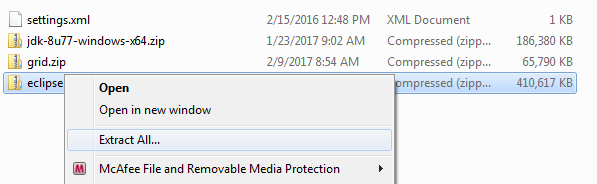 settings.xml 2/15/2016 12:48 PM XML Document 1 KB
jdk-8u77-windows-x64.zip 1/23/2017 9:02 AM Compressed (zipp... 186,380 KB
grid.zip 2/9/2017 8:54 AM Compressed (zipp... 65,790 KB
eclipse Compressed (zipp... 410,617 KB
Open
Open in new window
Extract All...
M McAfee File and Removable Media Protection